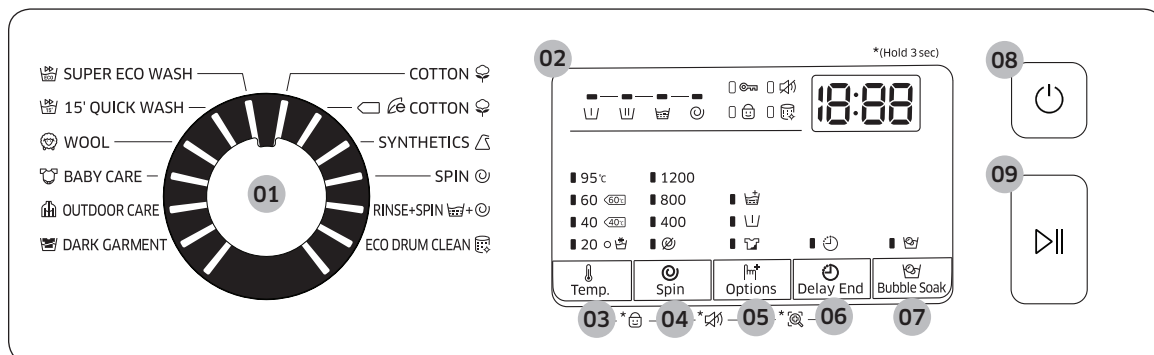 SUPER ECO WASH
15' QUICK WASH
WOOL
BABY CARE
OUTDOOR CARE
DARK GARMENT
01
COTTON
COTTON
SYNTHETICS
SPIN
RINSE+SPIN +
ECO DRUM CLEAN
02
*(Hold 3 sec)
18:88
95℃ 1200
60 60℃ 800
40 40℃ 400
20
Temp. Spin Options Delay End Bubble Soak
03 * 04 * 05 * 06 07
08
09